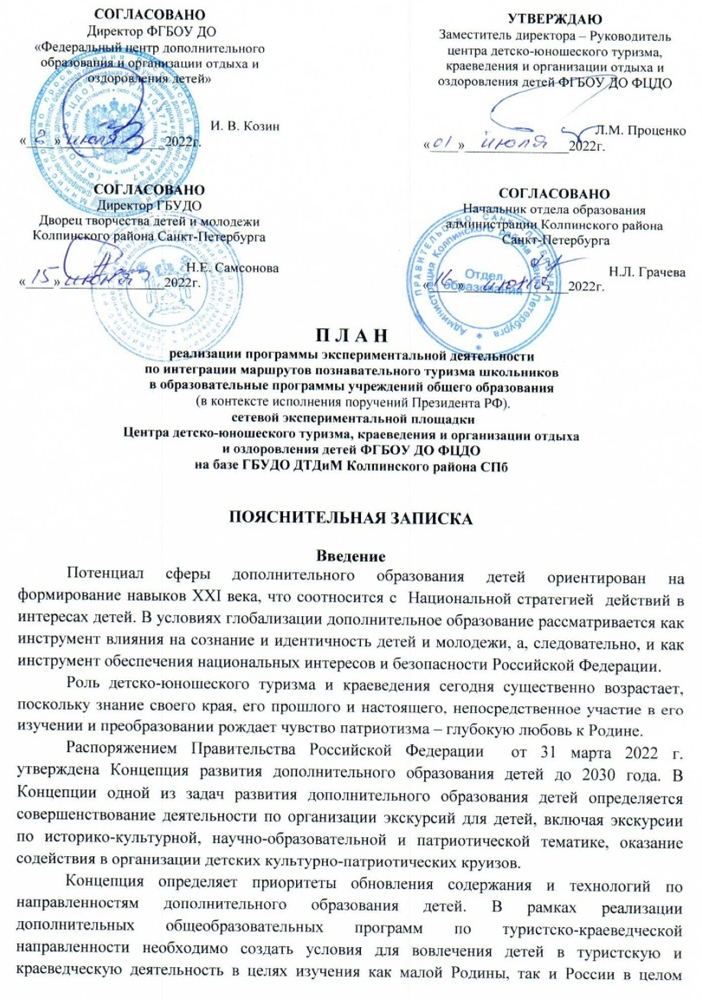 СОГЛАСОВАНО
Директор ФГБОУ ДО
«Федеральный центр дополнительного
образования и организации отдыха и
оздоровления детей»
И. В. Козин
«2» июля 2022г.
УТВЕРЖДАЮ
Заместитель директора – Руководитель
центра детско-юношеского туризма,
краеведения и организации отдыха и
оздоровления детей ФГБОУ ДО ФЦДО
Л.М. Проценко
«01» июля 2022г.
СОГЛАСОВАНО
Директор ГБУДО
Дворец творчества детей и молодежи
Колпинского района Санкт-Петербурга
Н.Е. Самсонова
«15» июня 2022г.
СОГЛАСОВАНО
Начальник отдела образования
администрации Колпинского района
Санкт-Петербурга
Н.Л. Грачева
«16» июня 2022г.
ПРАВИТЕЛЬСТВО САНКТ-ПЕТЕРБУРГА
Администрация Колпинского района Санкт-Петербурга
Отдел
образования
П Л А Н
реализации программы экспериментальной деятельности
по интеграции маршрутов познавательного туризма школьников
в образовательные программы учреждений общего образования
(в контексте исполнения поручений Президента РФ).
сетевой экспериментальной площадки
Центра детско-юношеского туризма, краеведения и организации отдыха
и оздоровления детей ФГБОУ ДО ФЦДО
на базе ГБУДО ДТДиМ Колпинского района СПб
ПОЯСНИТЕЛЬНАЯ ЗАПИСКА
Введение
Потенциал сферы дополнительного образования детей ориентирован на
формирование навыков XXI века, что соотносится с Национальной стратегией действий в
интересах детей. В условиях глобализации дополнительное образование рассматривается как
инструмент влияния на сознание и идентичность детей и молодежи, а, следовательно, и как
инструмент обеспечения национальных интересов и безопасности Российской Федерации.
Роль детско-юношеского туризма и краеведения сегодня существенно возрастает,
поскольку знание своего края, его прошлого и настоящего, непосредственное участие в его
изучении и преобразовании рождает чувство патриотизма – глубокую любовь к Родине.
Распоряжением Правительства Российской Федерации от 31 марта 2022 г.
утверждена Концепция развития дополнительного образования детей до 2030 года. В
Концепции одной из задач развития дополнительного образования детей определяется
совершенствование деятельности по организации экскурсий для детей, включая экскурсии
по историко-культурной, научно-образовательной и патриотической тематике, оказание
содействия в организации детских культурно-патриотических круизов.
Концепция определяет приоритеты обновления содержания и технологий по
направленностям дополнительного образования детей. В рамках реализации
дополнительных общеобразовательных программ по туристско-краеведческой
направленности необходимо создать условия для вовлечения детей в туристскую и
краеведческую деятельность в целях изучения как малой Родины, так и России в целом